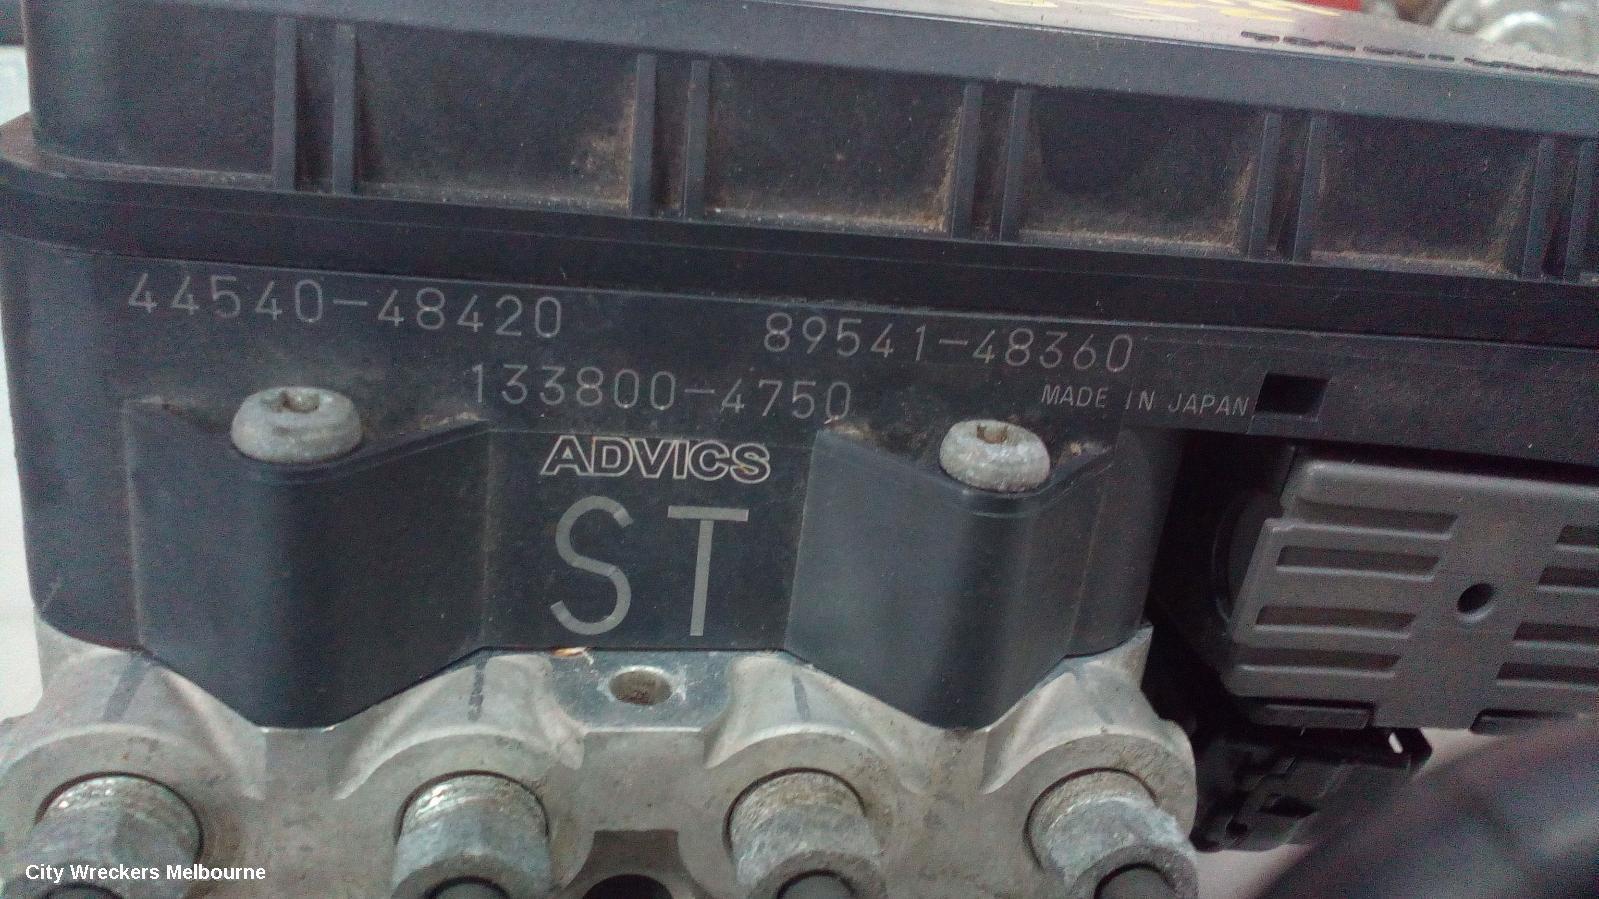 44540-48420
89541-48360
133800-4750
MADE IN JAPAN
ADVICS
ST
City Wreckers Melbourne